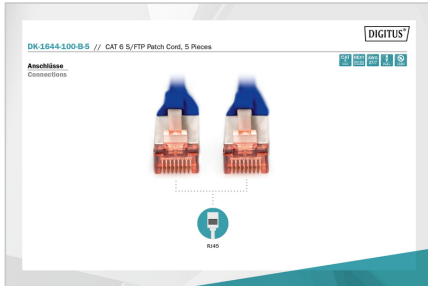 DIGITUS®
DK-1644-100-B-5 // CAT 6 S/FTP Patch Cord, 5 Pieces
Anschlüsse
Connections
RJ45